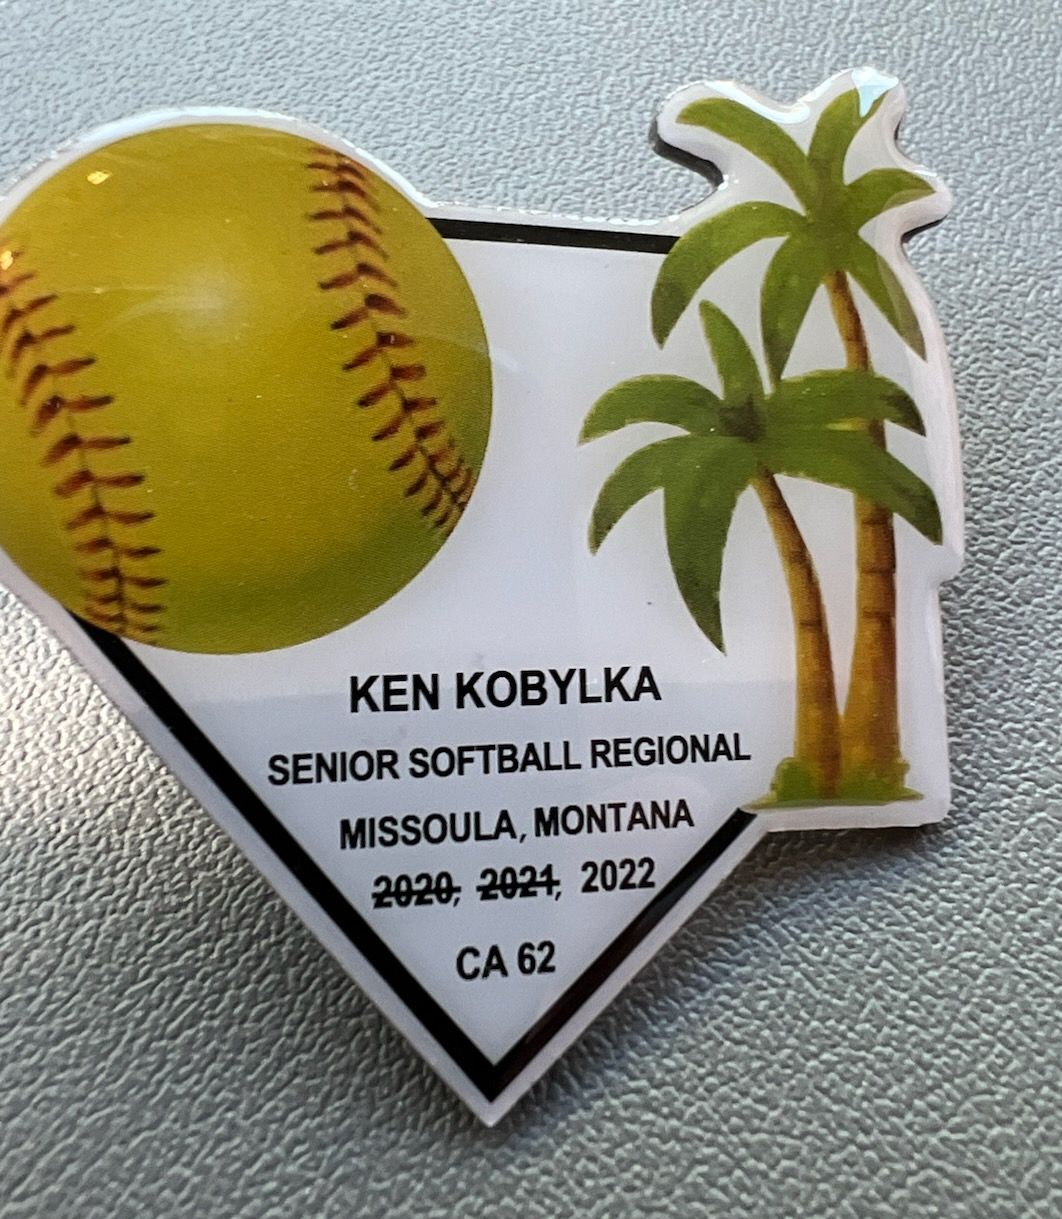 KEN KOBYLKA
SENIOR SOFTBALL REGIONAL
MISSOULA, MONTANA
2020, 2021, 2022
CA 62